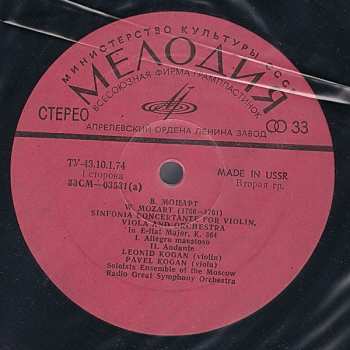 МИНИСТЕРСТВО КУЛЬТУРЫ СССР
МЕЛОДИЯ
ВСЕСОЮЗНАЯ ФИРМА ГРАМПЛАСТИНОК
СТЕРЕО
33
АПРЕЛЕВСКИЙ ОРДЕНА ЛЕНИНА ЗАВОД
ТУ-43.10.1.74
MADE IN USSR
I сторона
Вторая гр.
33СМ—03531(а)
В. МОЦАРТ
W. MOZART (1756—1791)
SINFONIA CONCERTANTE FOR VIOLIN,
VIOLA AND ORCHESTRA
In E-flat Major, K. 364
I. Allegro maestoso
II. Andante
LEONID KOGAN (violin)
PAVEL KOGAN (viola)
Soloists Ensemble of the Moscow
Radio Great Symphony Orchestra